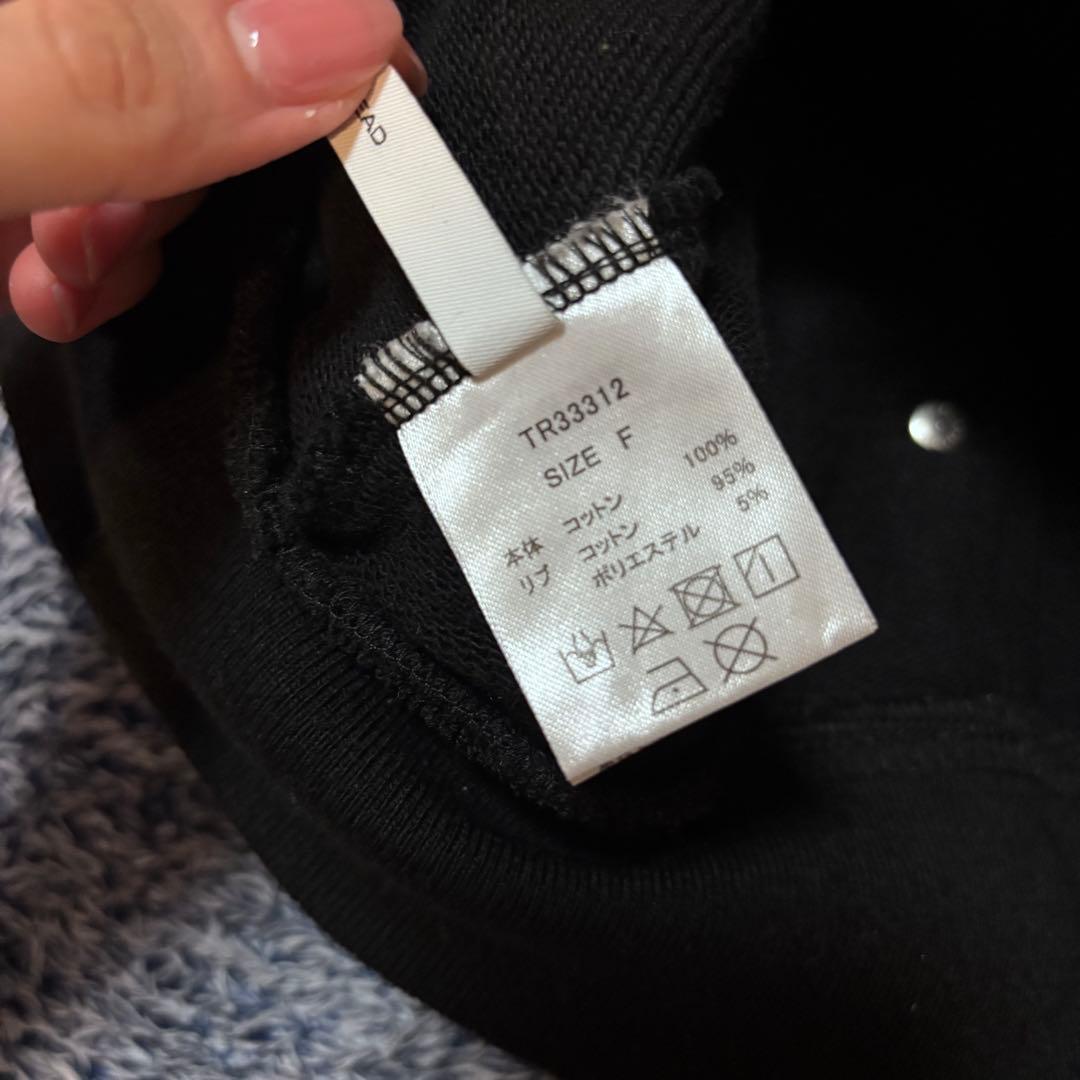 EAD
TR33312
SIZE F
本体 コットン 100%
リブ コットン 95%
ポリエステル 5%